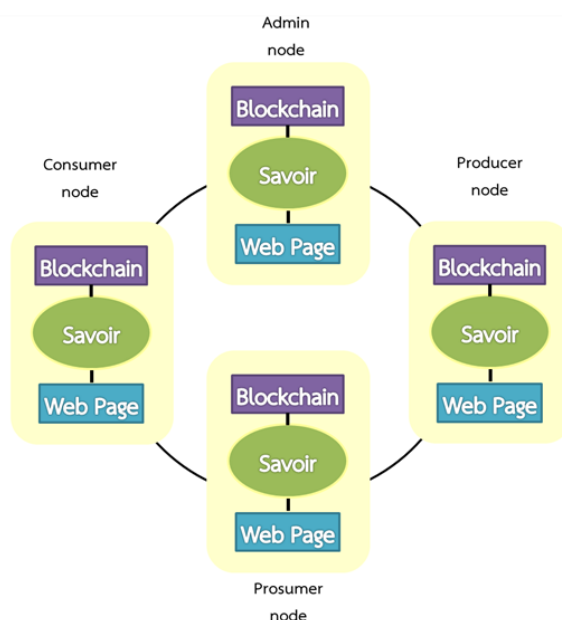 Admin
node
Blockchain
Savoir
Web Page
Consumer
node
Blockchain
Savoir
Web Page
Producer
node
Blockchain
Savoir
Web Page
Blockchain
Savoir
Web Page
Prosumer
node